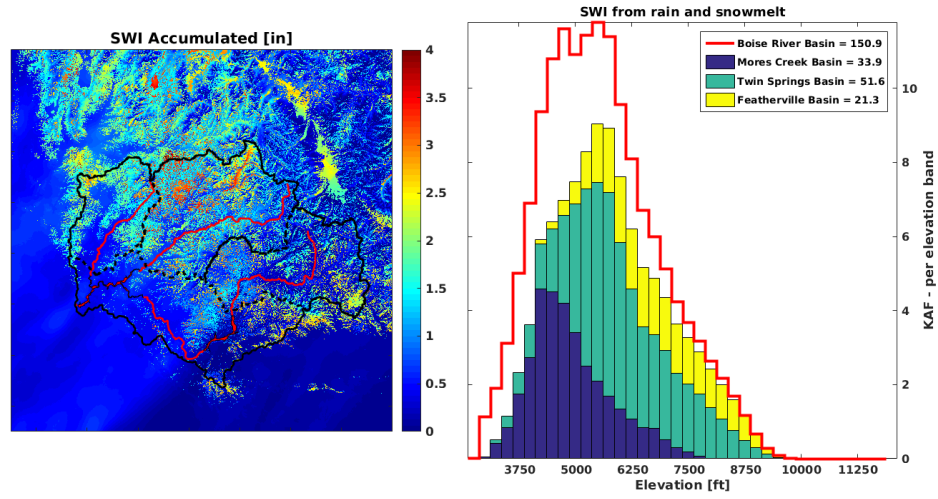 SWI Accumulated [in]
4
3.5
3
2.5
2
1.5
1
0.5
0
SWI from rain and snowmelt
Boise River Basin = 150.9
Mores Creek Basin = 33.9
Twin Springs Basin = 51.6
Featherville Basin = 21.3
10
8
6
4
2
0
KAF - per elevation band
3750 5000 6250 7500 8750 10000 11250
Elevation [ft]